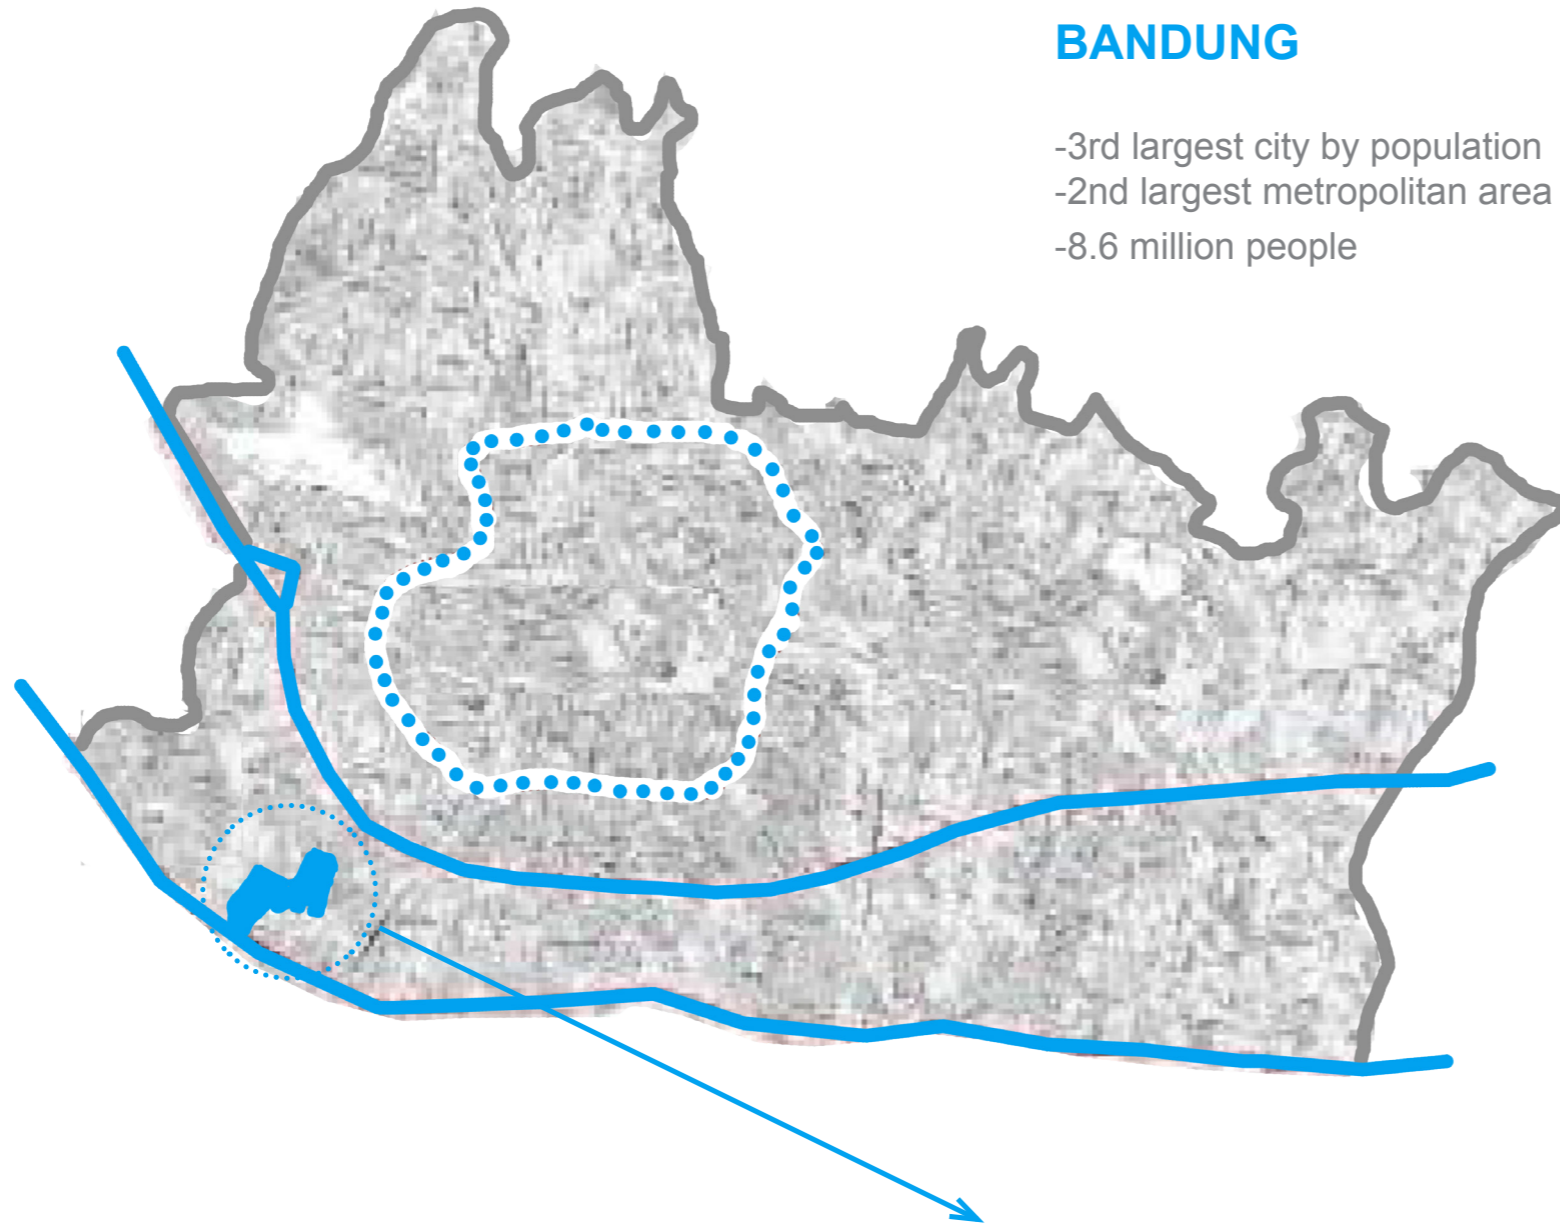 BANDUNG
-3rd largest city by population
-2nd largest metropolitan area
-8.6 million people